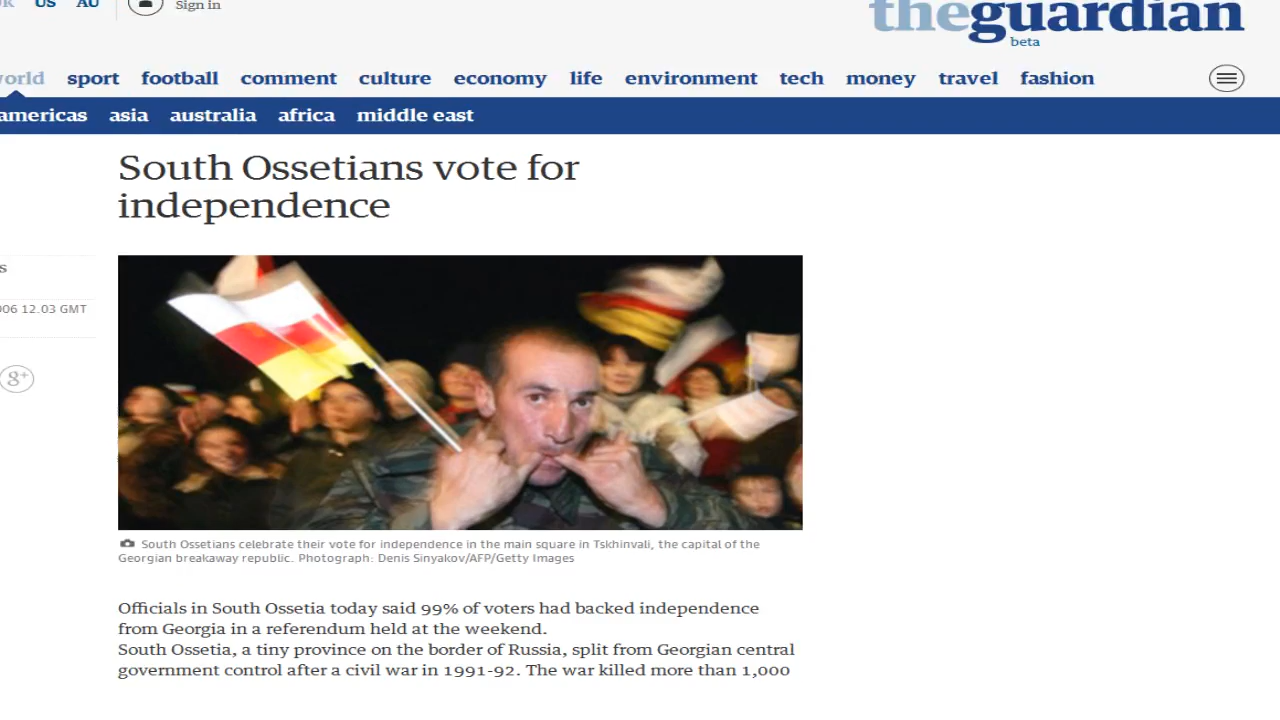 US AU Sign in
theguardian
beta
world sport football comment culture economy life environment tech money travel fashion
americas asia australia africa middle east
South Ossetians vote for
independence
12.03 GMT
g+
South Ossetians celebrate their vote for independence in the main square in Tskhinvali, the capital of the
Georgian breakaway republic. Photograph: Denis Sinyakov/AFP/Getty Images
Officials in South Ossetia today said 99% of voters had backed independence
from Georgia in a referendum held at the weekend.
South Ossetia, a tiny province on the border of Russia, split from Georgian central
government control after a civil war in 1991-92. The war killed more than 1,000